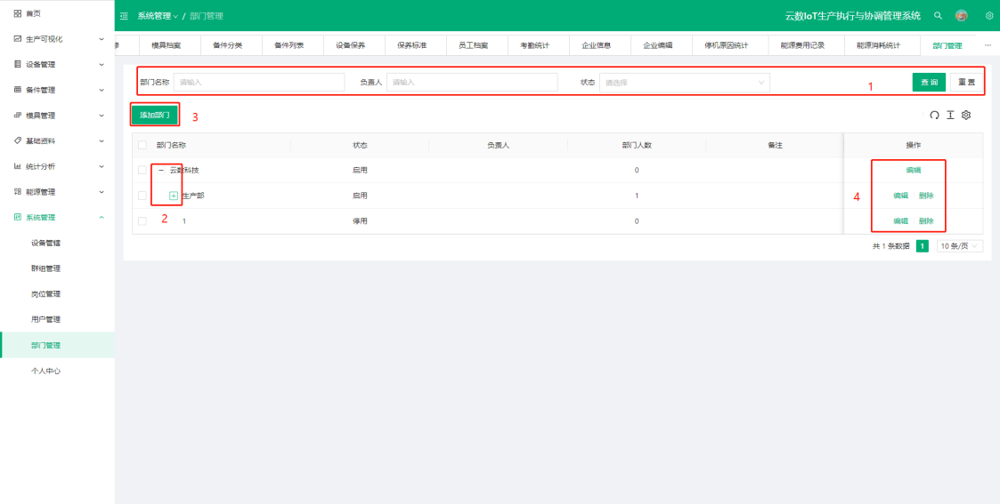 首页
生产可视化
设备管理
备件管理
模具管理
基础资料
统计分析
能源管理
系统管理
设备管辖
群组管理
岗位管理
用户管理
部门管理
个人中心
系统管理 / 部门管理
云数IoT生产执行与协调管理系统
模具档案 备件分类 备件列表 设备保养 保养标准 员工档案 考勤统计 企业信息 企业编辑 停机原因统计 能源费用记录 能源消耗统计 部门管理 ···
部门名称 请输入 负责人 请输入 状态 请选择 1 查 询 重 置
添加部门 3
部门名称 状态 负责人 部门人数 备注 操作
云数科技 启用 0 编辑
生产部 启用 1 4 编辑 删除
2 1 停用 0 编辑 删除
共 1 条数据 1 10 条/页